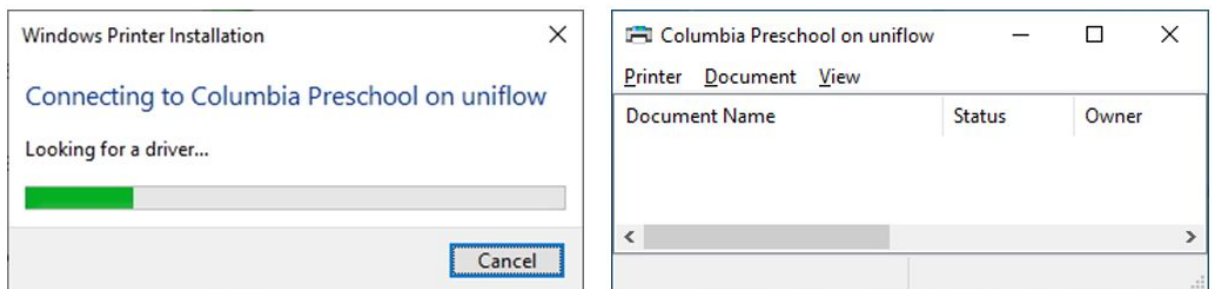 Windows Printer Installation
Connecting to Columbia Preschool on uniflow
Looking for a driver...
Cancel
Columbia Preschool on uniflow
Printer Document View
Document Name Status Owner